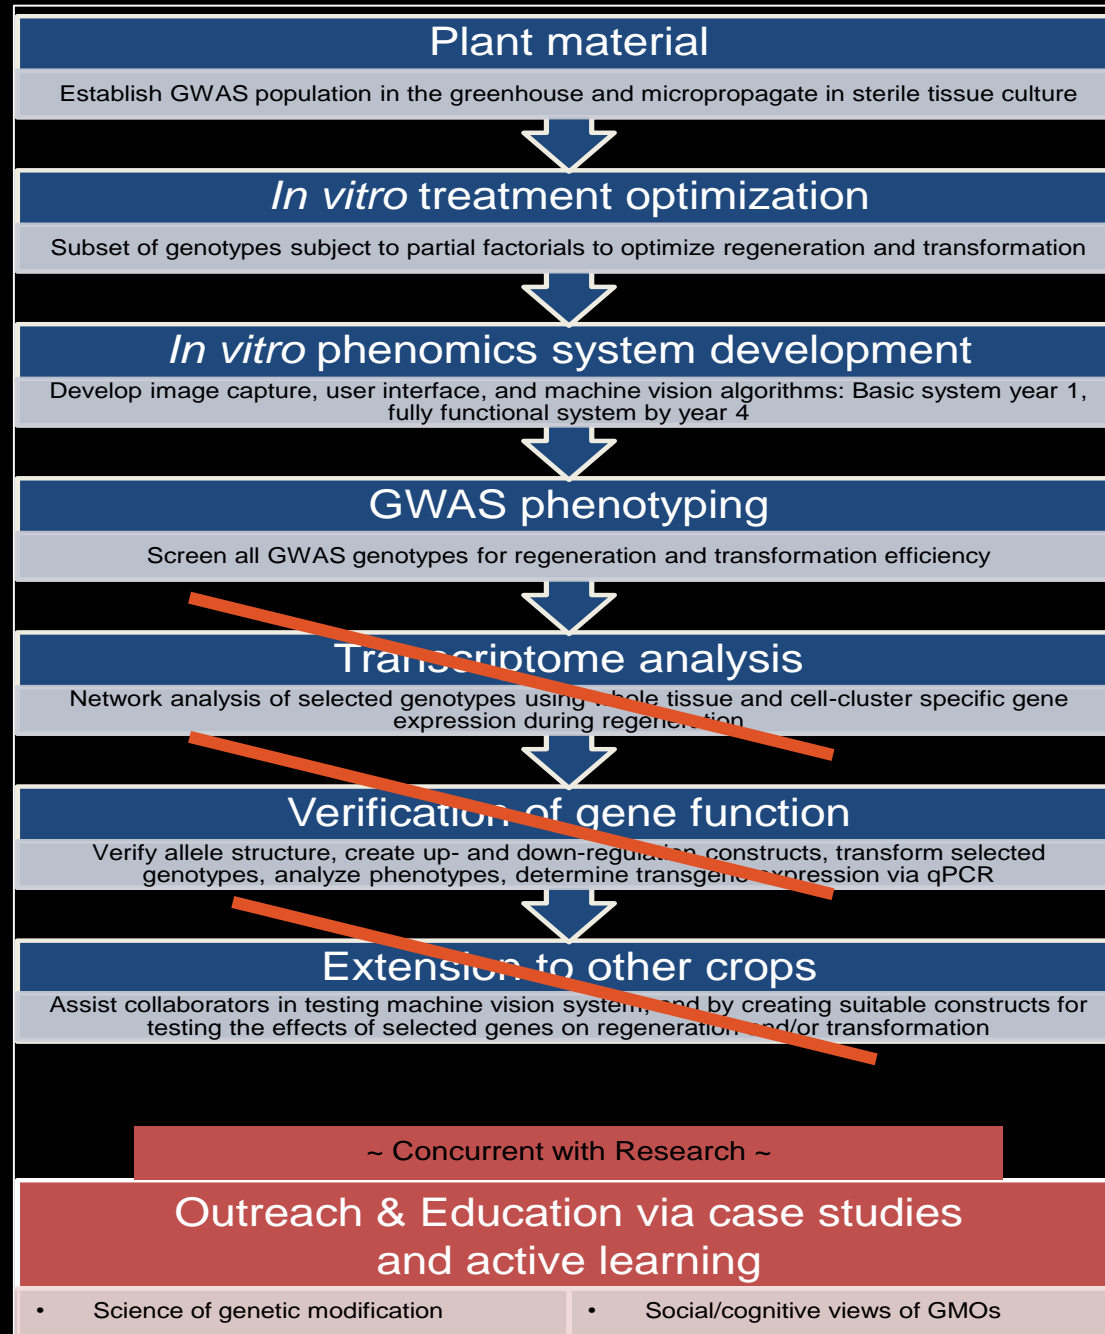 Plant material
Establish GWAS population in the greenhouse and micropropagate in sterile tissue culture
In vitro treatment optimization
Subset of genotypes subject to partial factorials to optimize regeneration and transformation
In vitro phenomics system development
Develop image capture, user interface, and machine vision algorithms: Basic system year 1,
fully functional system by year 4
GWAS phenotyping
Screen all GWAS genotypes for regeneration and transformation efficiency
Transcriptome analysis
Network analysis of selected genotypes using whole tissue and cell-cluster specific gene
expression during regeneration
Verification of gene function
Verify allele structure, create up- and down-regulation constructs, transform selected
genotypes, analyze phenotypes, determine transgene expression via qPCR
Extension to other crops
Assist collaborators in testing machine vision system, and by creating suitable constructs for
testing the effects of selected genes on regeneration and/or transformation
~ Concurrent with Research ~
Outreach & Education via case studies
and active learning
• Science of genetic modification
• Social/cognitive views of GMOs